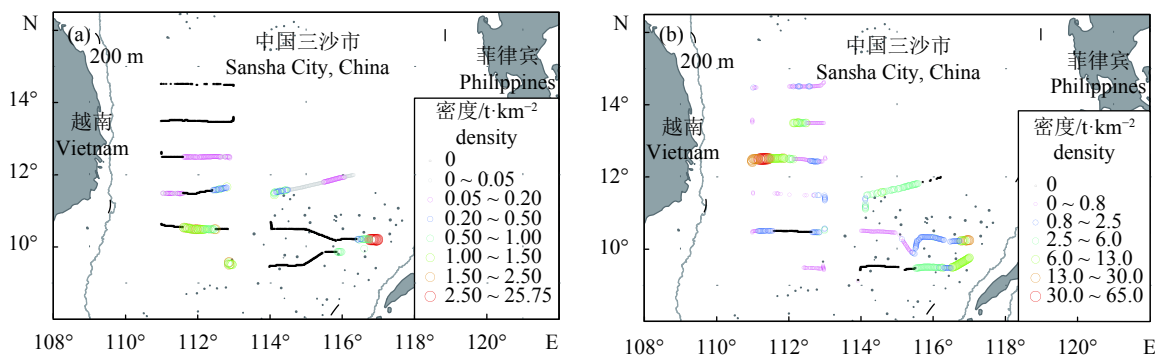 N
(a)
200 m
中国三沙市
Sansha City, China
菲律宾
Philippines
越南
Vietnam
14°
12°
10°
密度/t·km⁻²
density
0
0 ~ 0.05
0.05 ~ 0.20
0.20 ~ 0.50
0.50 ~ 1.00
1.00 ~ 1.50
1.50 ~ 2.50
2.50 ~ 25.75
108° 110° 112° 114° 116° 118° 120° E
N
(b)
200 m
中国三沙市
Sansha City, China
菲律宾
Philippines
越南
Vietnam
14°
12°
10°
密度/t·km⁻²
density
0
0 ~ 0.8
0.8 ~ 2.5
2.5 ~ 6.0
6.0 ~ 13.0
13.0 ~ 30.0
30.0 ~ 65.0
108° 110° 112° 114° 116° 118° 120° E